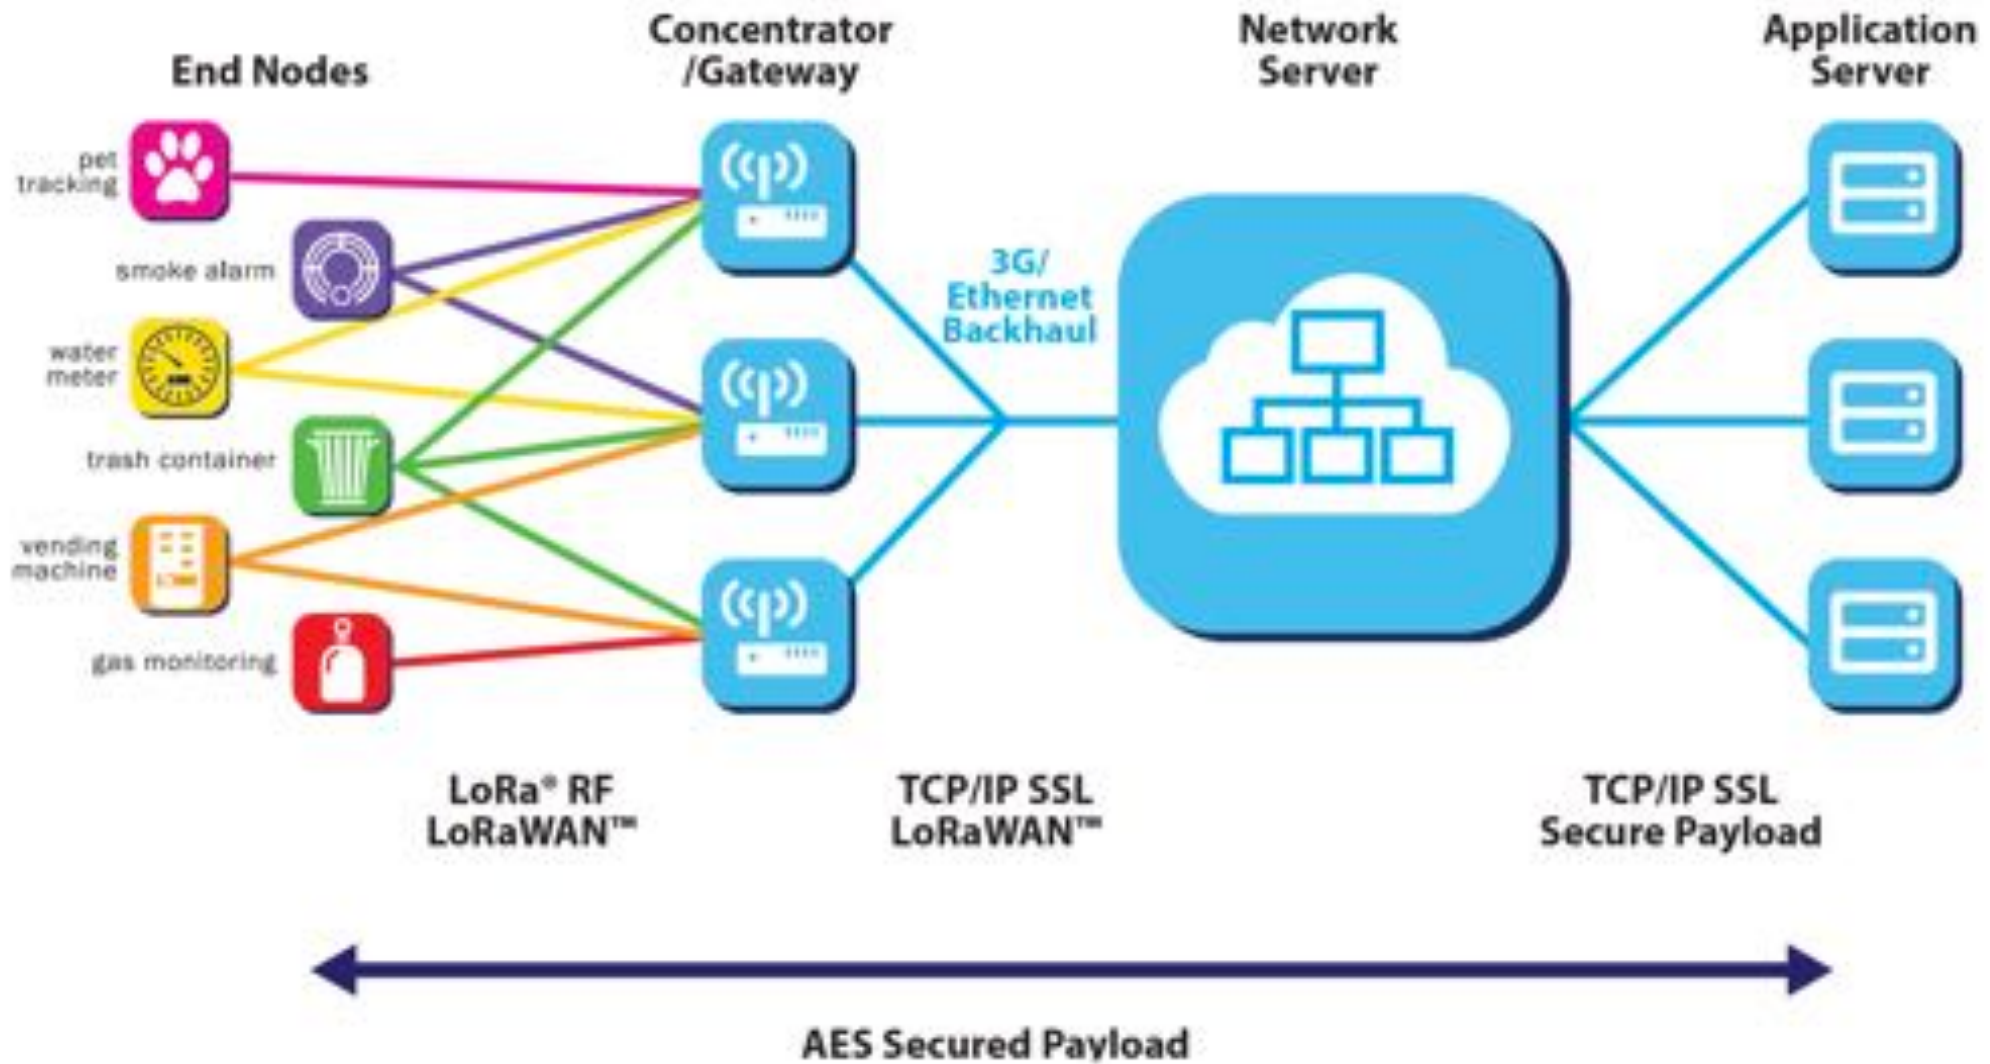 End Nodes
Concentrator
/Gateway
Network
Server
Application
Server
pet
tracking
smoke alarm
water
meter
trash container
vending
machine
gas monitoring
3G/
Ethernet
Backhaul
LoRa® RF
LoRaWAN™
TCP/IP SSL
LoRaWAN™
TCP/IP SSL
Secure Payload
AES Secured Payload